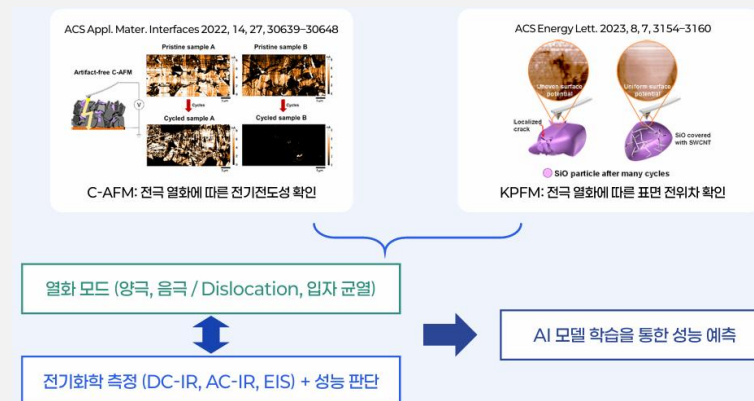 ACS Appl. Mater. Interfaces 2022, 14, 27, 30639–30648
Pristine sample A
Pristine sample B
Artifact-free C-AFM
V
Cycles
Cycles
Cycled sample A
Cycled sample B
C-AFM: 전극 열화에 따른 전기전도성 확인
ACS Energy Lett. 2023, 8, 7, 3154–3160
Uneven surface potential
Uniform surface potential
Localized crack
SiO covered with SWCNT
SiO particle after many cycles
KPFM: 전극 열화에 따른 표면 전위차 확인
열화 모드 (양극, 음극 / Dislocation, 입자 균열)
전기화학 측정 (DC-IR, AC-IR, EIS) + 성능 판단
AI 모델 학습을 통한 성능 예측